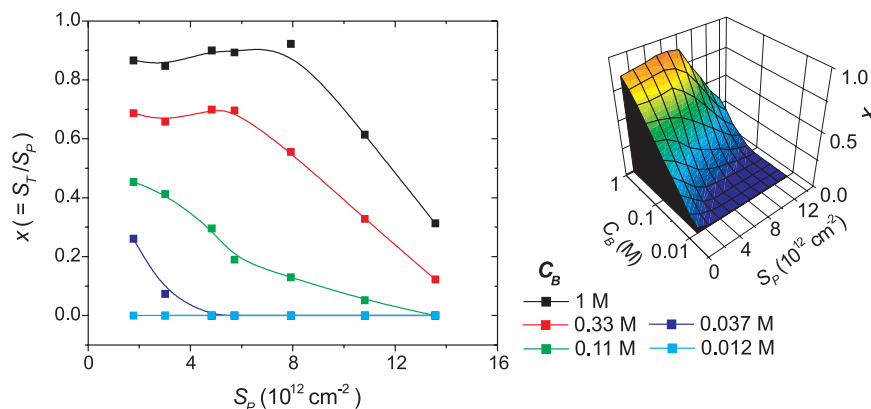 1.0
0.8
0.6
0.4
0.2
0.0
x ( = S_T/S_P)
0 4 8 12 16
S_P (10^12 cm^-2)
1.0
0.5
0.0
x
1
0.1
0.01
C_B (M)
0 4 8 12
S_P (10^12 cm^-2)
C_B
1 M
0.33 M 0.037 M
0.11 M 0.012 M